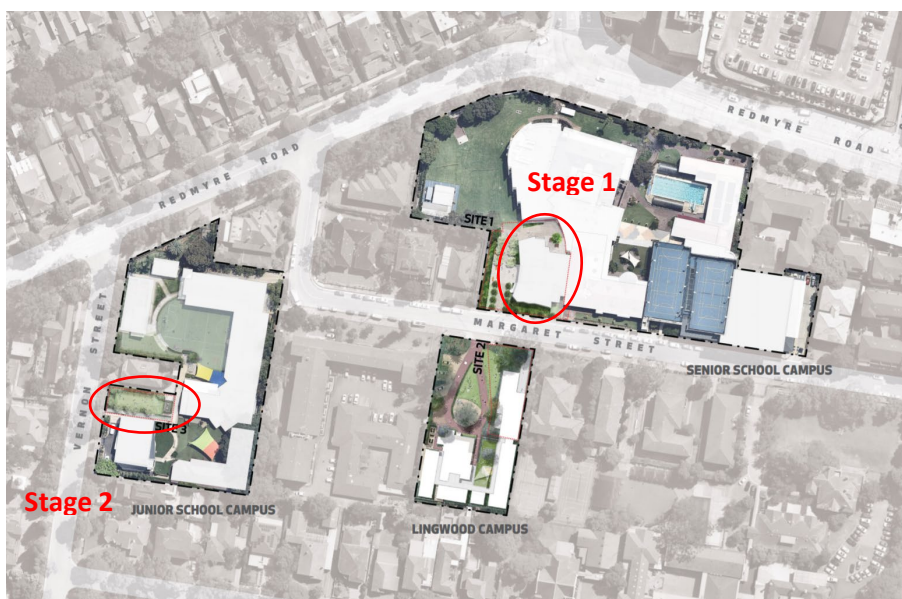 REDMYRE ROAD
REDMYRE ROAD
Stage 1
SITE 1
VERNON STREET
MARGARET STREET
SITE 2
SENIOR SCHOOL CAMPUS
SITE 3
Stage 2
JUNIOR SCHOOL CAMPUS
LINGWOOD CAMPUS